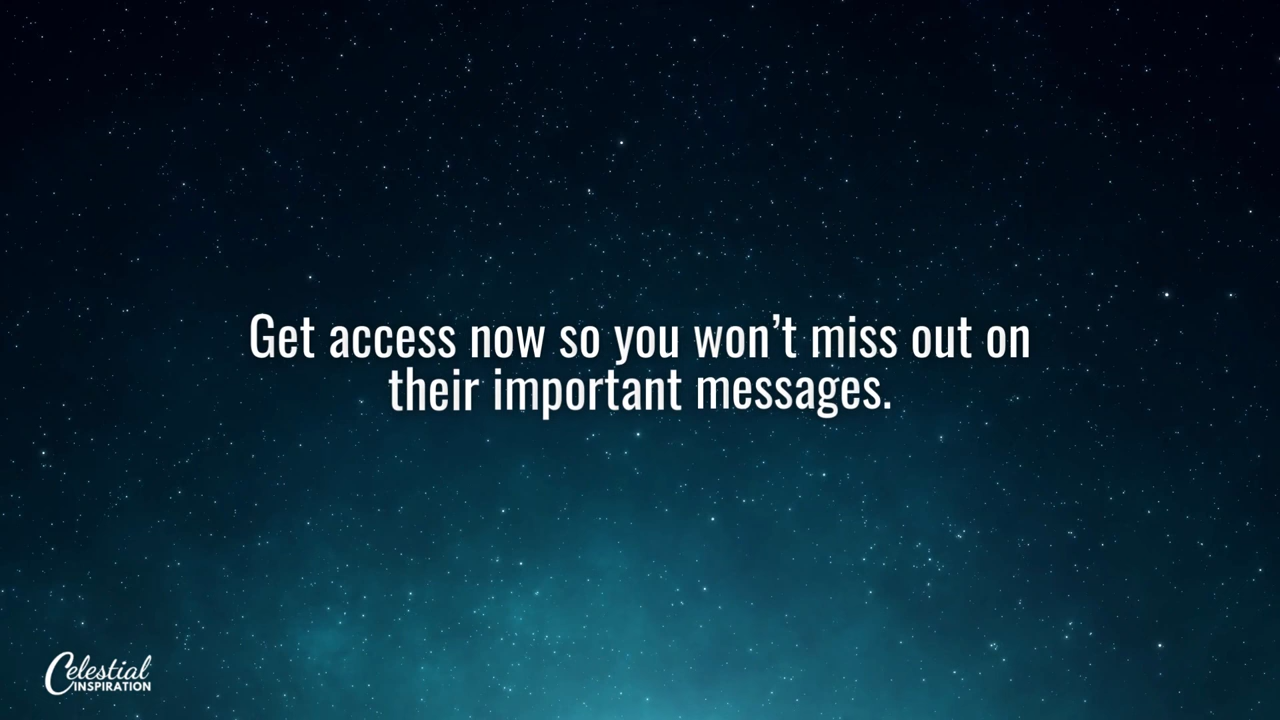 Get access now so you won’t miss out on
their important messages.
Celestial
INSPIRATION